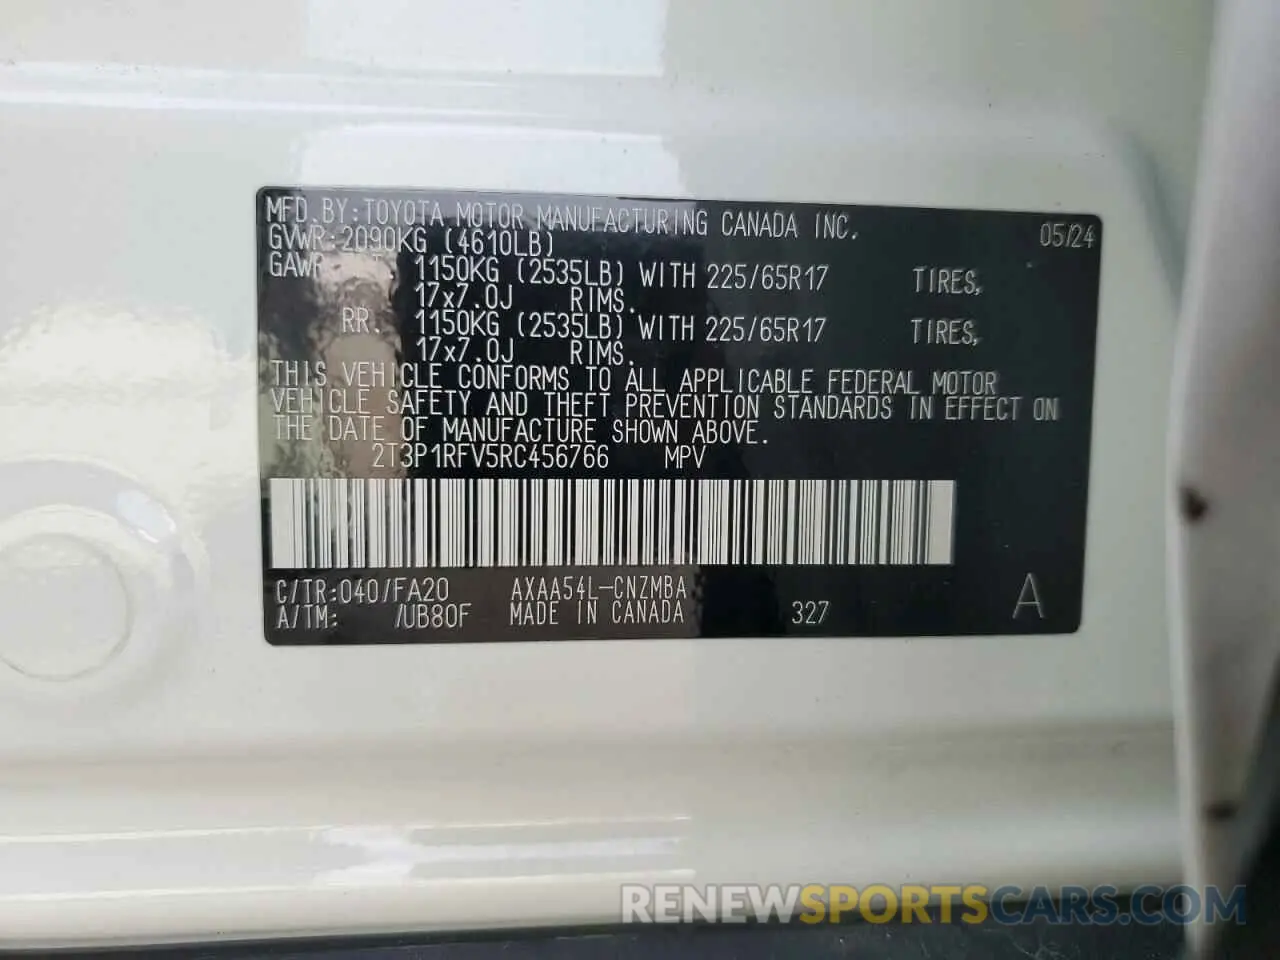 MFD.BY:TOYOTA MOTOR MANUFACTURING CANADA INC. 05/24
GVWR:2090KG (4610LB)
GAWR 1150KG (2535LB) WITH 225/65R17 TIRES,
17x7.0J RIMS.
RR. 1150KG (2535LB) WITH 225/65R17 TIRES,
17x7.0J RIMS.
THIS VEHICLE CONFORMS TO ALL APPLICABLE FEDERAL MOTOR
VEHICLE SAFETY AND THEFT PREVENTION STANDARDS IN EFFECT ON
THE DATE OF MANUFACTURE SHOWN ABOVE.
2T3P1RFV5RC456766 MPV
C/TR:040/FA20 AXAA54L-CNZMBA
A/TM: /UB80F MADE IN CANADA 327 A
RENEWSPORTSCARS.COM